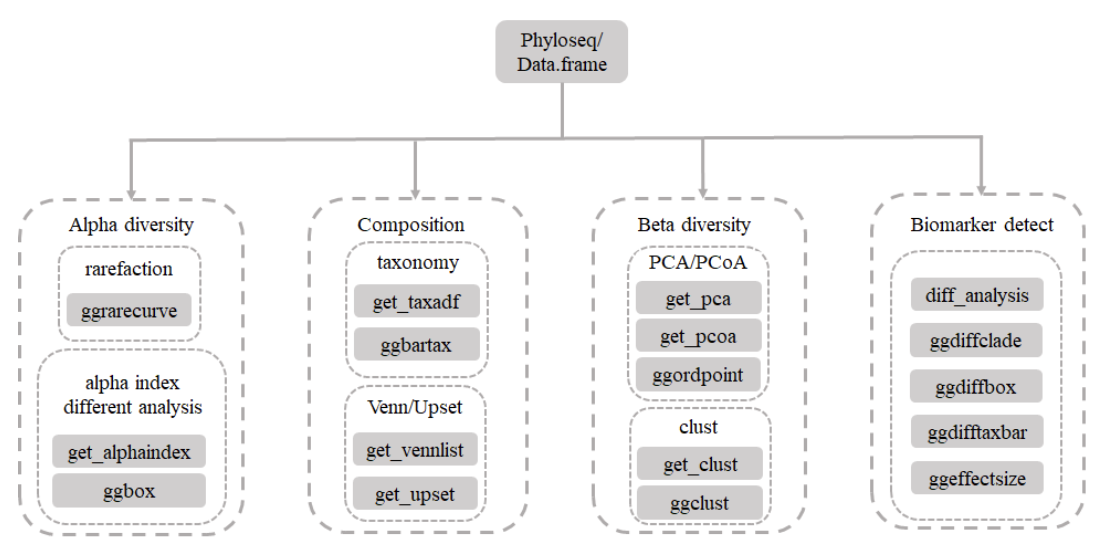 Phyloseq/
Data.frame
Alpha diversity
rarefaction
ggrarecurve
alpha index
different analysis
get_alphaindex
ggbox
Composition
taxonomy
get_taxadf
ggbartax
Venn/Upset
get_vennlist
get_upset
Beta diversity
PCA/PCoA
get_pca
get_pcoa
ggordpoint
clust
get_clust
ggclust
Biomarker detect
diff_analysis
ggdiffclade
ggdiffbox
ggdifftaxbar
ggeffectsize